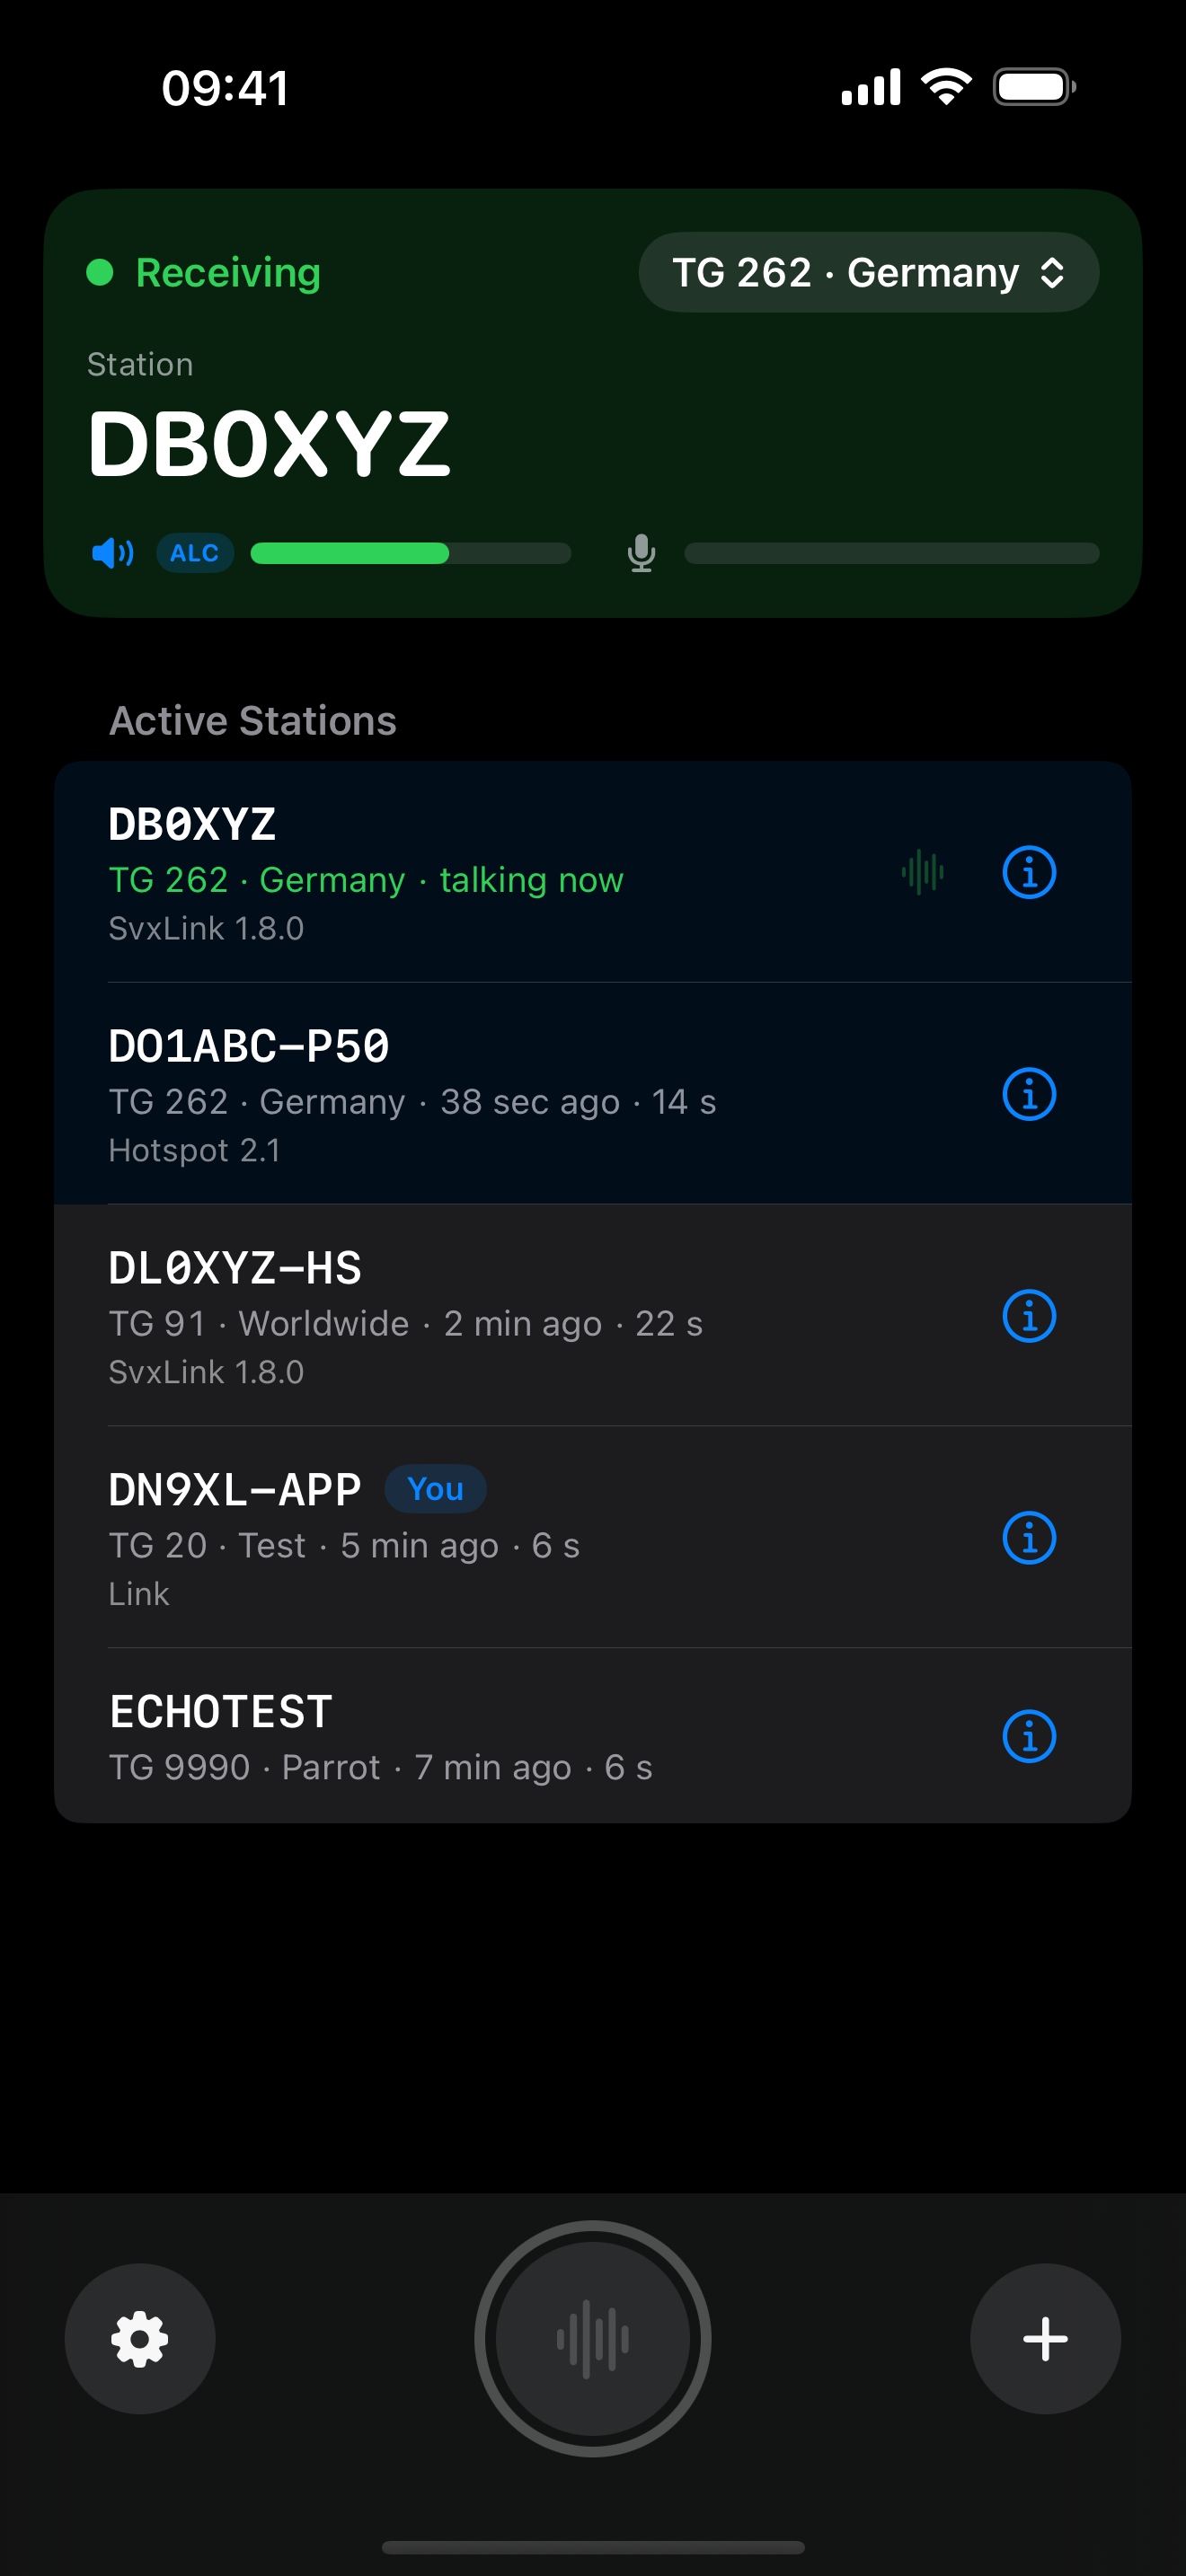 09:41
Receiving
TG 262 · Germany
Station
DB0XYZ
ALC
Active Stations
DB0XYZ
TG 262 · Germany · talking now
SvxLink 1.8.0
DO1ABC-P50
TG 262 · Germany · 38 sec ago · 14 s
Hotspot 2.1
DL0XYZ-HS
TG 91 · Worldwide · 2 min ago · 22 s
SvxLink 1.8.0
DN9XL-APP You
TG 20 · Test · 5 min ago · 6 s
Link
ECHOTEST
TG 9990 · Parrot · 7 min ago · 6 s